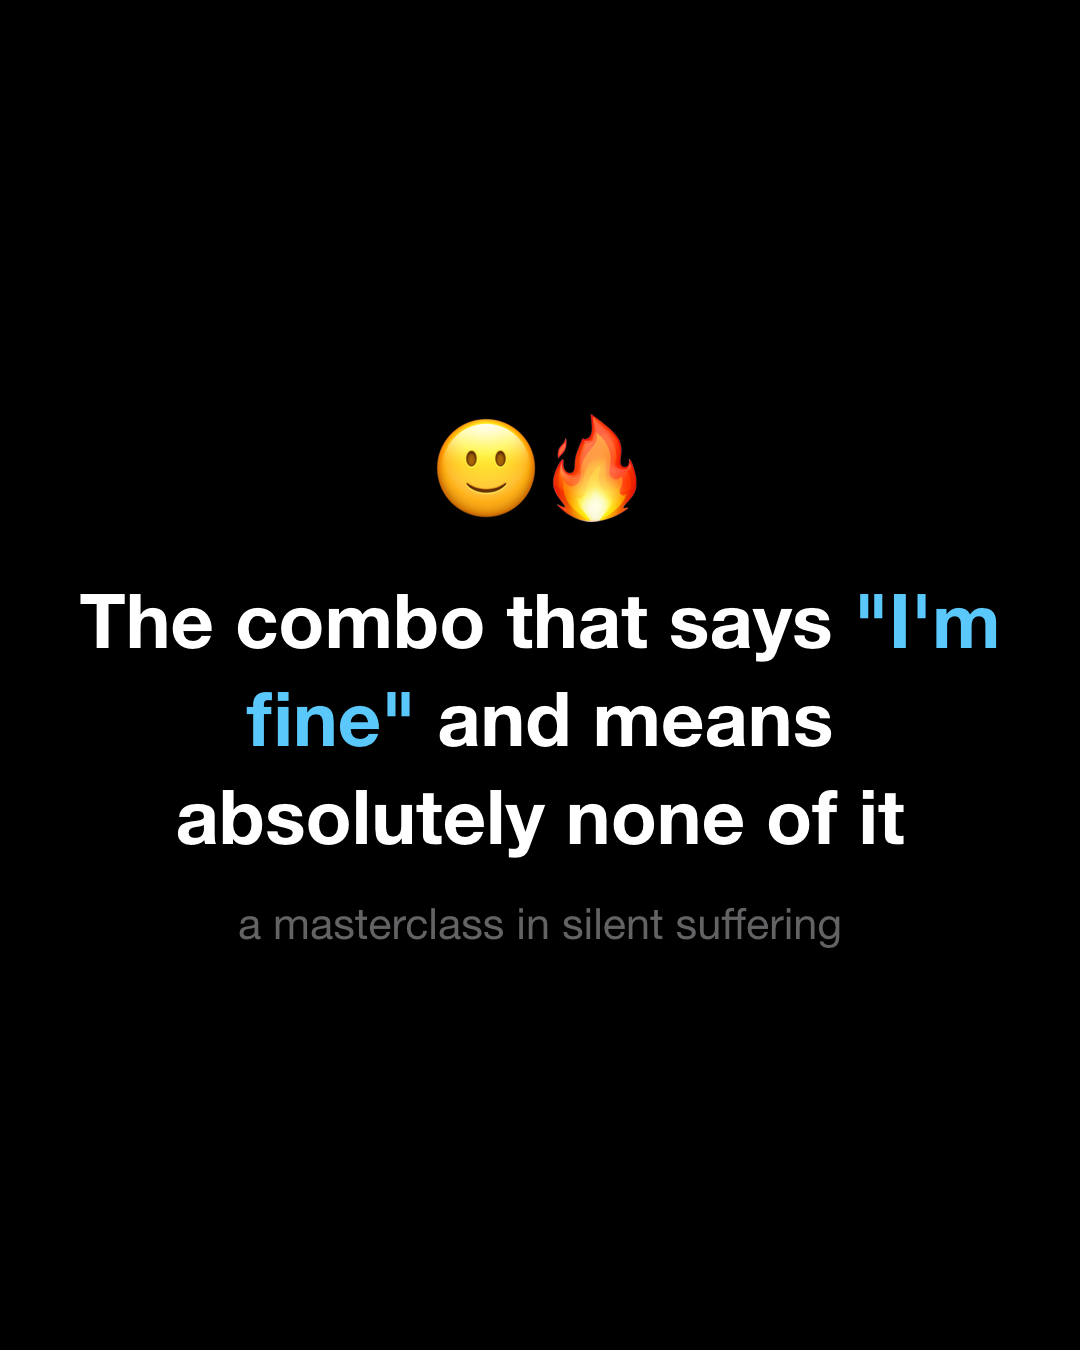 🙂🔥
The combo that says "I'm
fine" and means
absolutely none of it
a masterclass in silent suffering